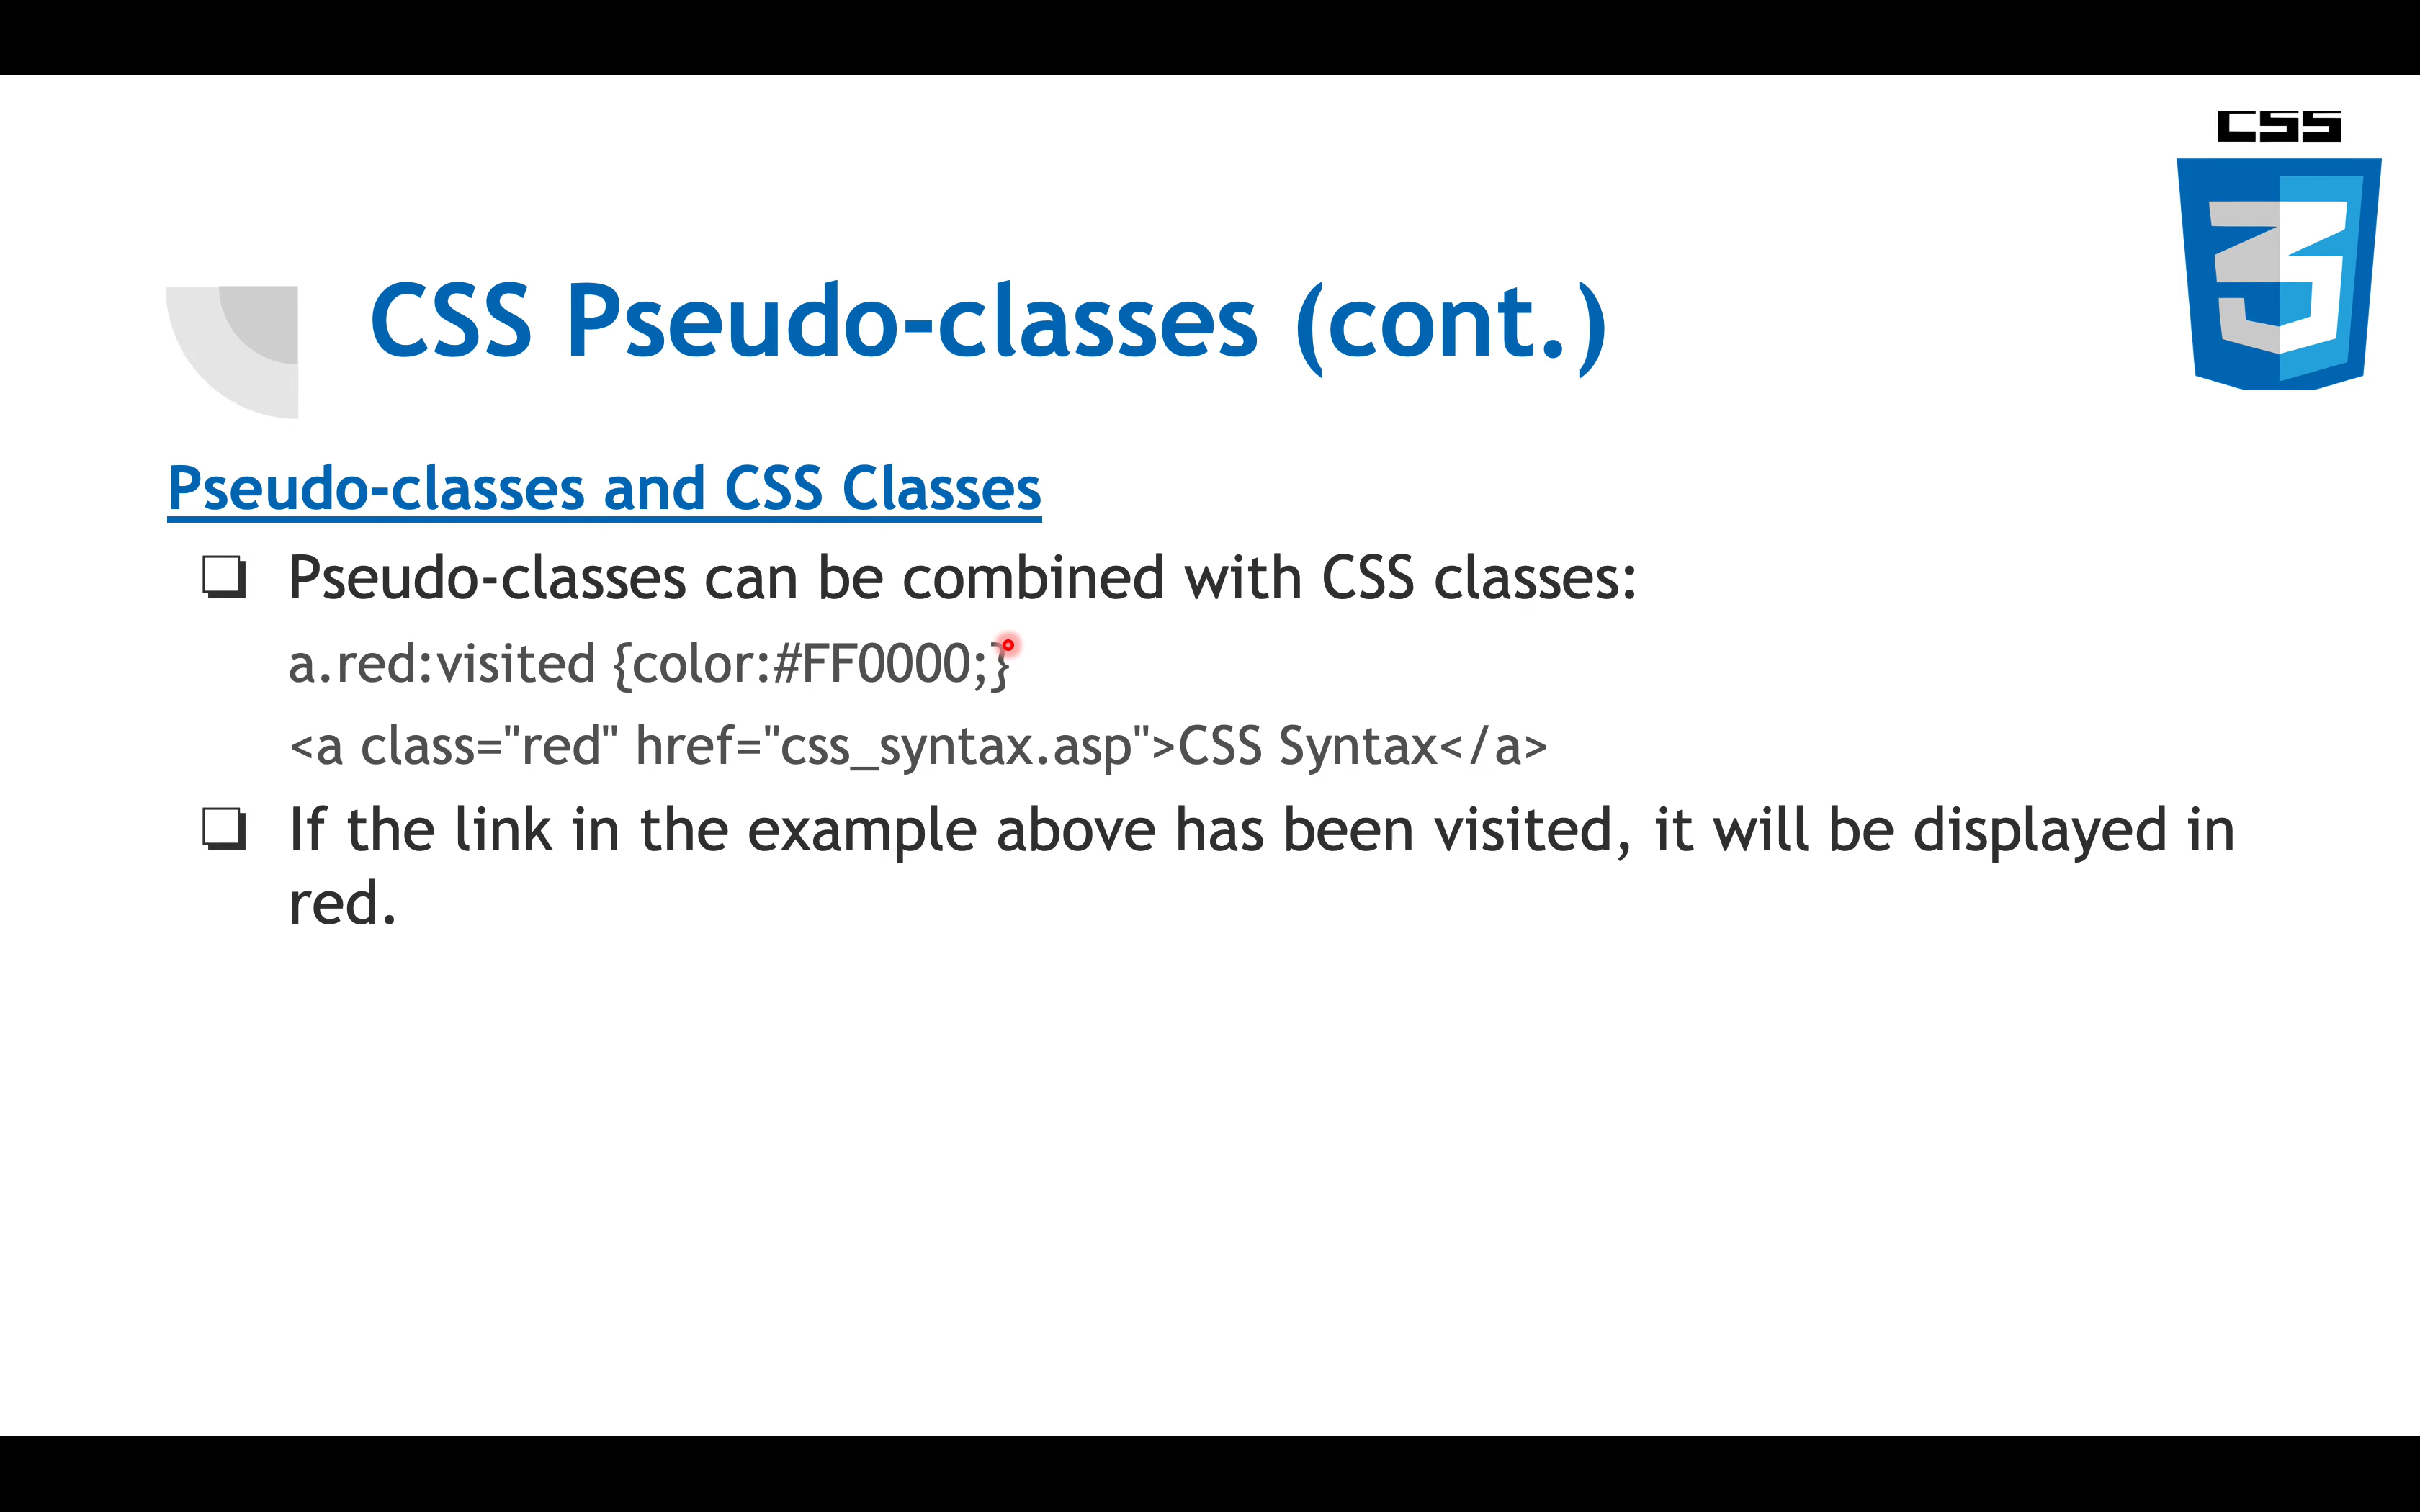 CSS
3
CSS Pseudo-classes (cont.)
Pseudo-classes and CSS Classes
❑ Pseudo-classes can be combined with CSS classes:
a.red:visited {color:#FF0000;}
<a class="red" href="css_syntax.asp">CSS Syntax</a>
❑ If the link in the example above has been visited, it will be displayed in
red.